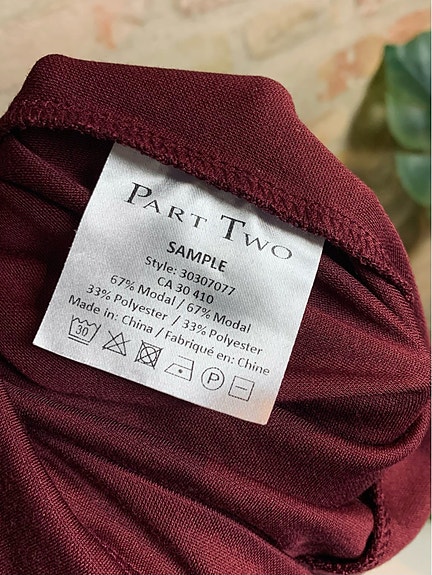 PART TWO
SAMPLE
Style: 30307077
CA 30 410
67% Modal / 67% Modal
33% Polyester / 33% Polyester
Made in: China / Fabriqué en: Chine
30 P